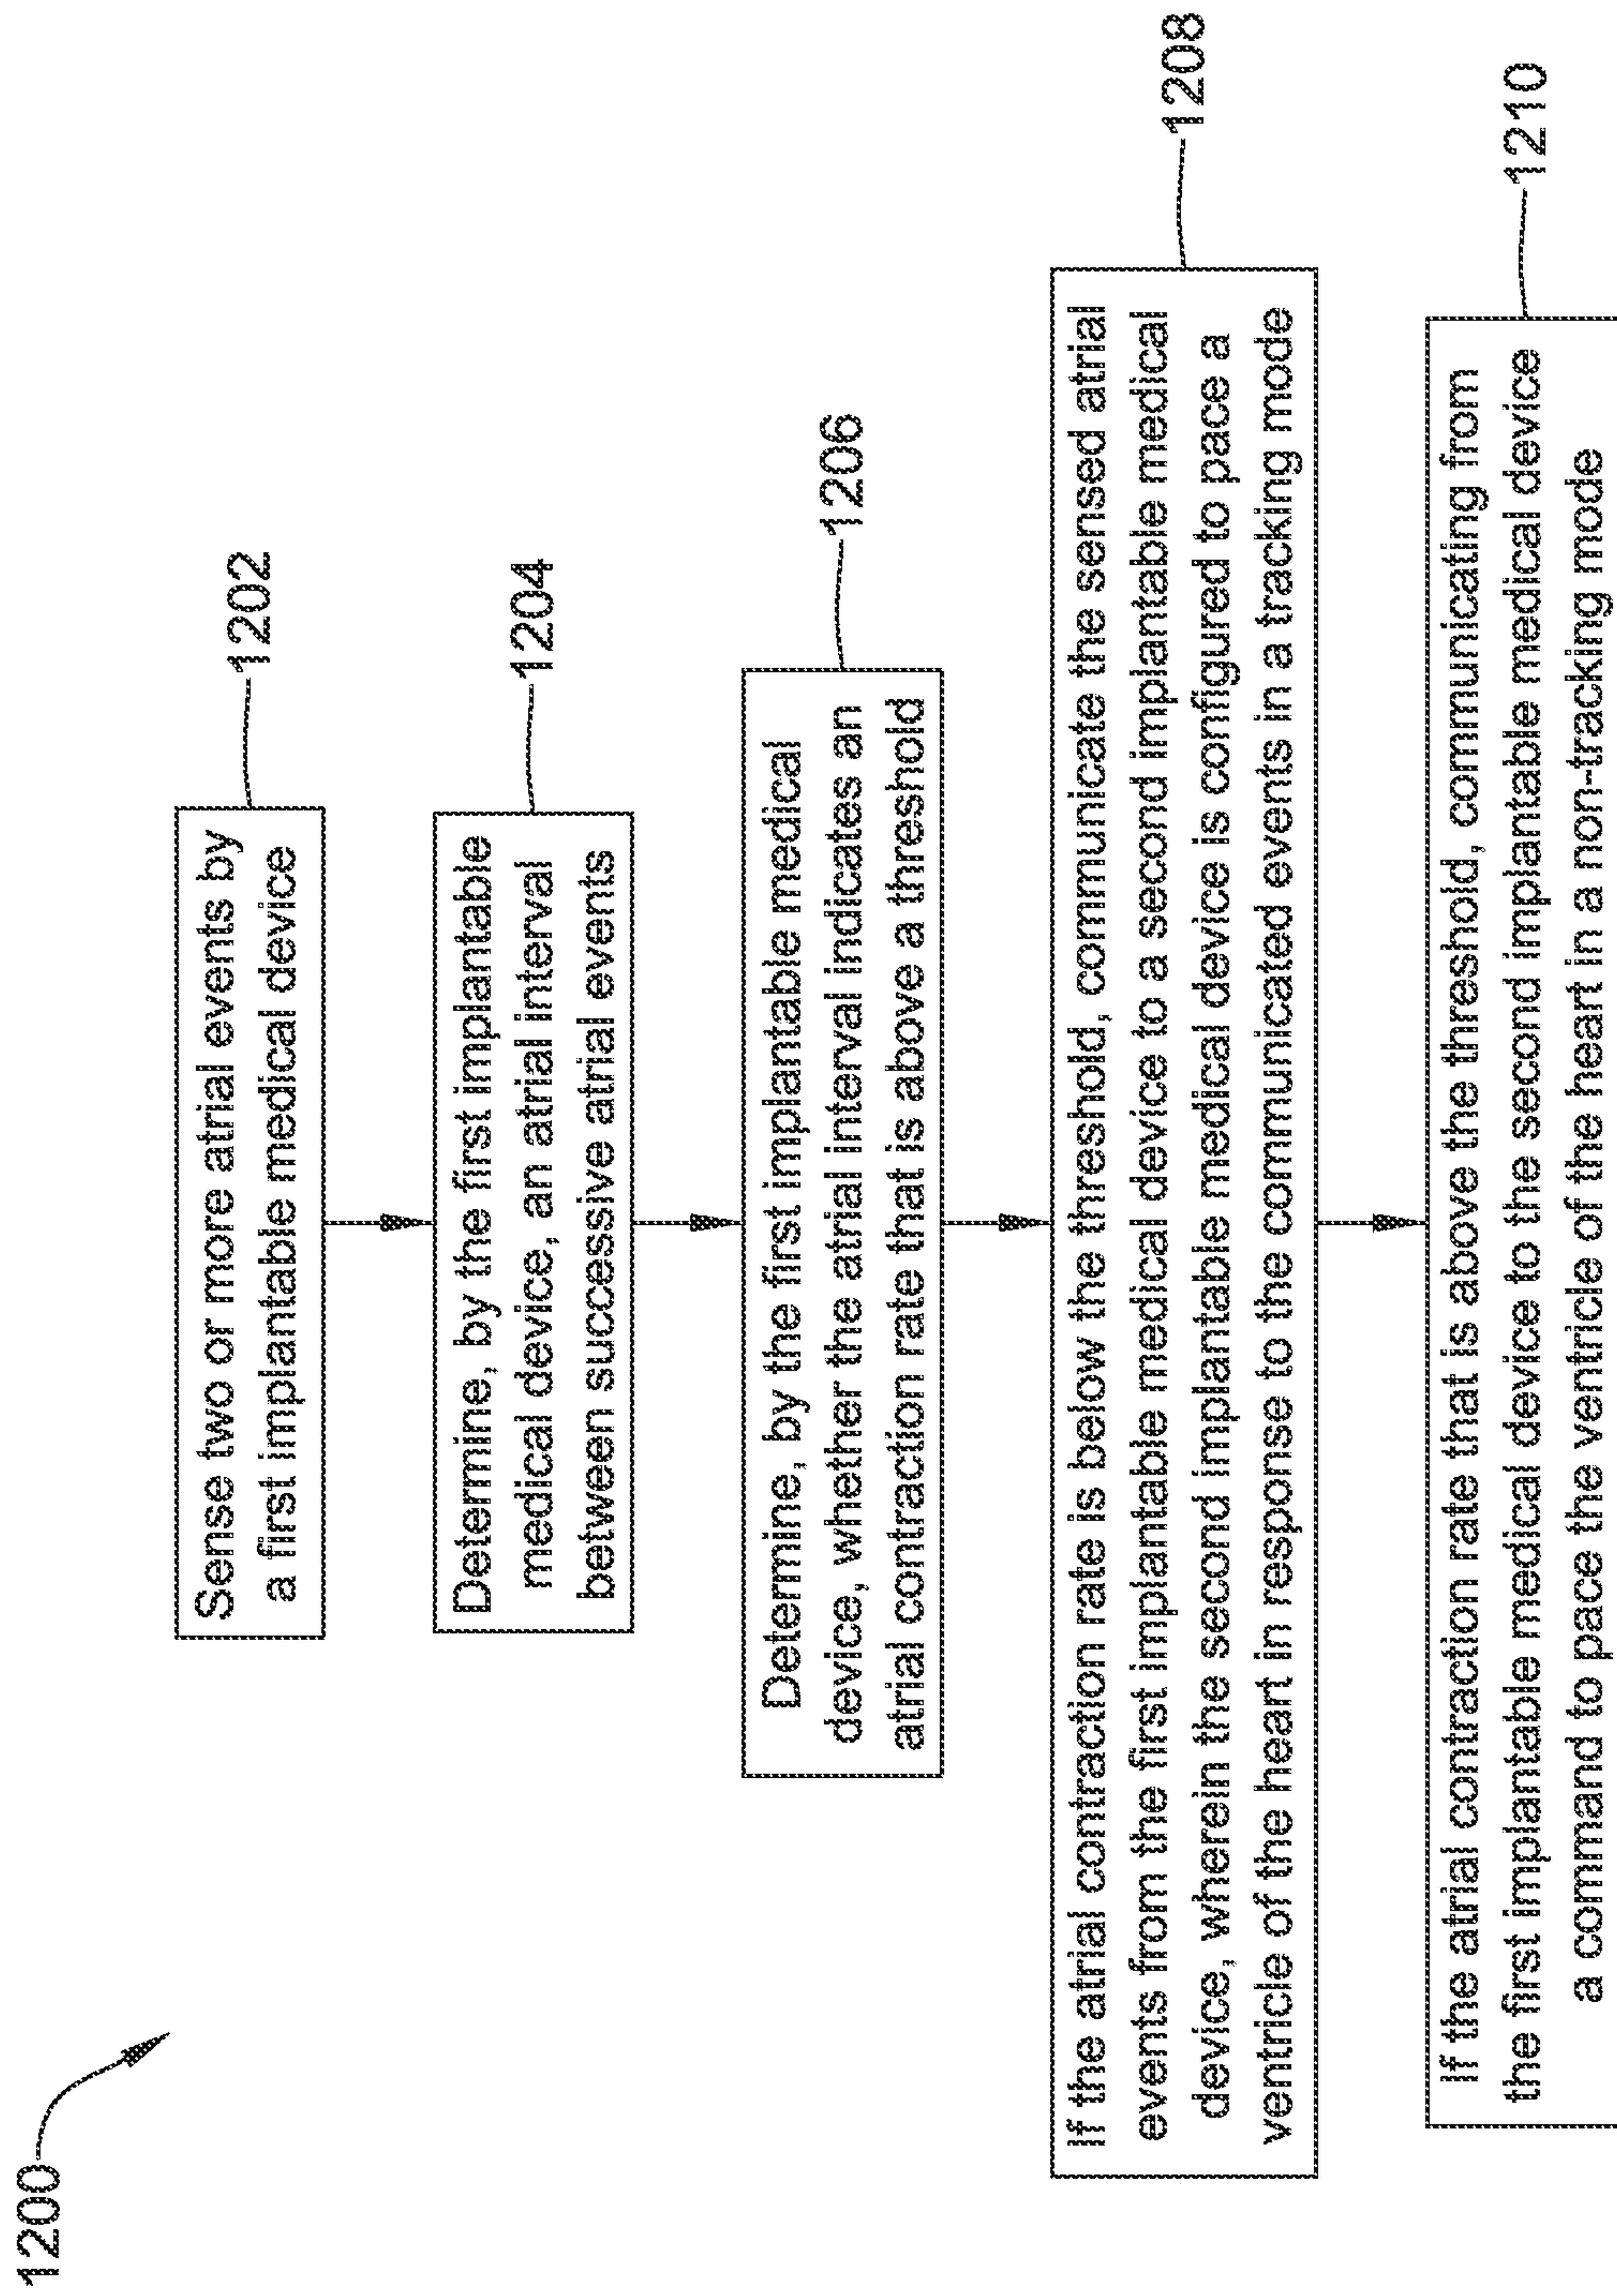 1200
Sense two or more atrial events by
a first implantable medical device
1202
Determine, by the first implantable
medical device, an atrial interval
between successive atrial events
1204
Determine, by the first implantable medical
device, whether the atrial interval indicates an
atrial contraction rate that is above a threshold
1206
If the atrial contraction rate is below the threshold, communicate the sensed atrial
events from the first implantable medical device to a second implantable medical
device, wherein the second implantable medical device is configured to pace a
ventricle of the heart in response to the communicated events in a tracking mode
1208
If the atrial contraction rate that is above the threshold, communicating from
the first implantable medical device to the second implantable medical device
a command to pace the ventricle of the heart in a non-tracking mode
1210